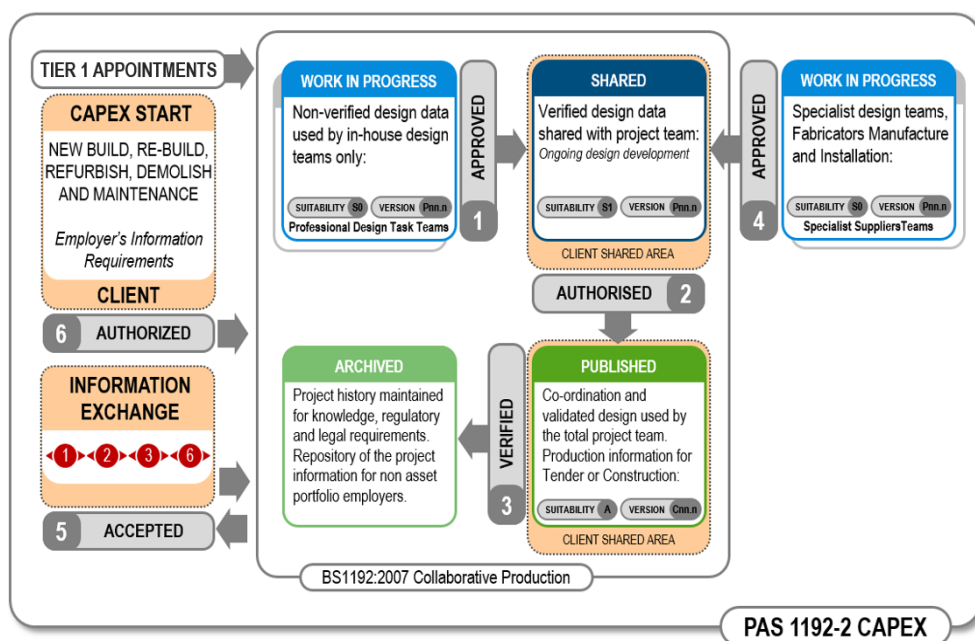 TIER 1 APPOINTMENTS
CAPEX START
NEW BUILD, RE-BUILD,
REFURBISH, DEMOLISH
AND MAINTENANCE
Employer's Information
Requirements
CLIENT
6 AUTHORIZED
INFORMATION
EXCHANGE
1 2 3 6
5 ACCEPTED
WORK IN PROGRESS
Non-verified design data
used by in-house design
teams only:
SUITABILITY S0 VERSION Pnn.n
Professional Design Task Teams
APPROVED
1
SHARED
Verified design data
shared with project team:
Ongoing design development
SUITABILITY S1 VERSION Pnn.n
CLIENT SHARED AREA
APPROVED
4
WORK IN PROGRESS
Specialist design teams,
Fabricators Manufacture
and Installation:
SUITABILITY S0 VERSION Pnn.n
Specialist SuppliersTeams
AUTHORISED 2
ARCHIVED
Project history maintained
for knowledge, regulatory
and legal requirements.
Repository of the project
information for non asset
portfolio employers.
VERIFIED
3
PUBLISHED
Co-ordination and
validated design used by
the total project team.
Production information for
Tender or Construction:
SUITABILITY A VERSION Cnn.n
CLIENT SHARED AREA
BS1192:2007 Collaborative Production
PAS 1192-2 CAPEX